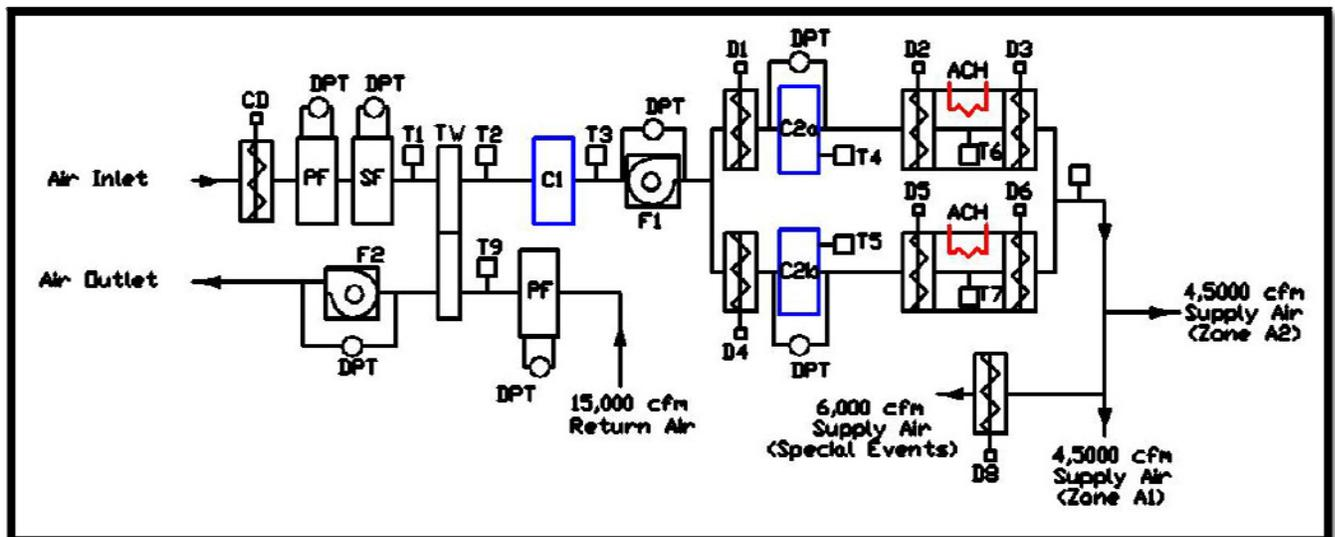 D1
DPT
D2
ACH
D3
CD
DPT
DPT
DPT
T1
TW
T2
T3
C2a
T4
T6
Air Inlet
PF
SF
C1
F1
D5
ACH
D6
Air Outlet
F2
T9
PF
C2b
T5
T7
D4
DPT
DPT
DPT
15,000 cfm
Return Air
4,5000 cfm
Supply Air
(Zone A2)
6,000 cfm
Supply Air
(Special Events)
D8
4,5000 cfm
Supply Air
(Zone A1)